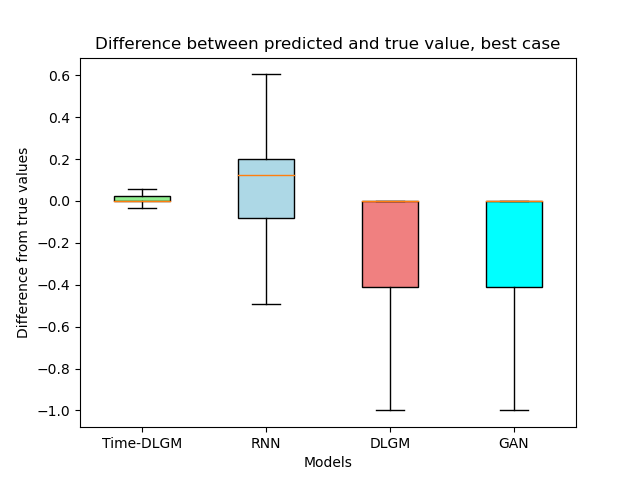 Difference between predicted and true value, best case
0.6
0.4
0.2
0.0
−0.2
−0.4
−0.6
−0.8
−1.0
Difference from true values
Time-DLGM RNN DLGM GAN
Models